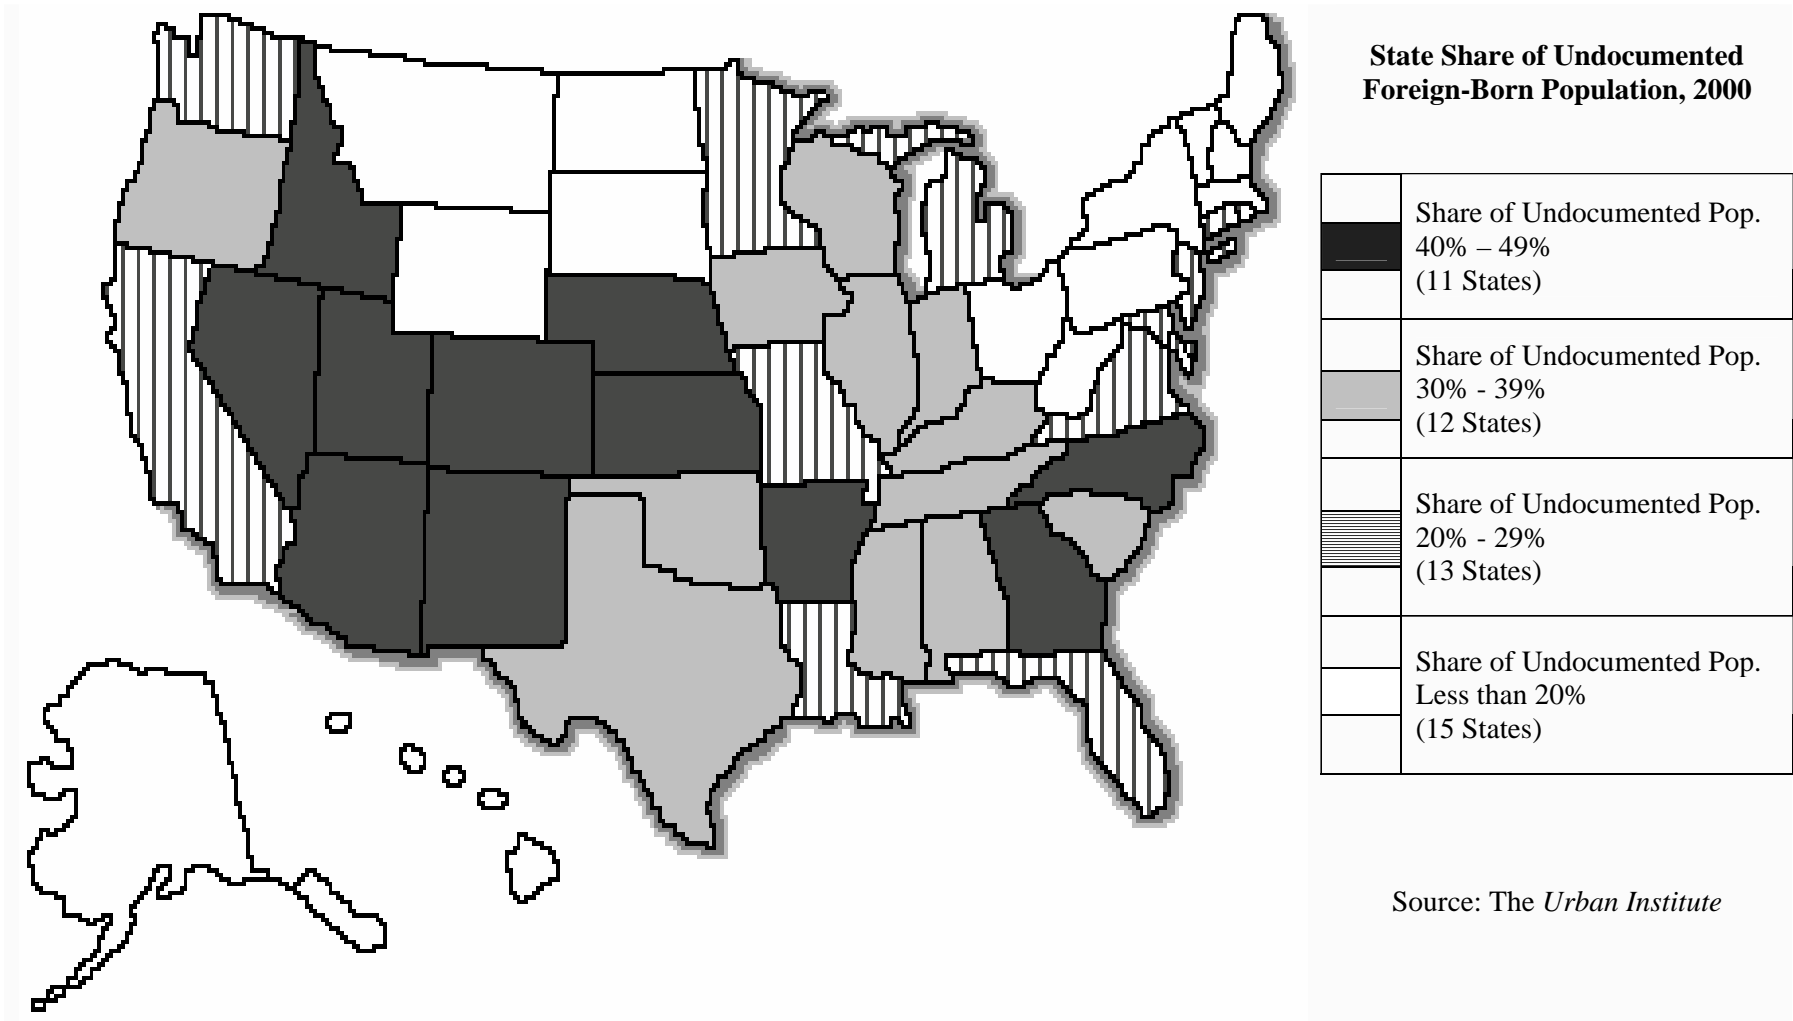 State Share of Undocumented
Foreign-Born Population, 2000
Share of Undocumented Pop.
40% – 49%
(11 States)
Share of Undocumented Pop.
30% - 39%
(12 States)
Share of Undocumented Pop.
20% - 29%
(13 States)
Share of Undocumented Pop.
Less than 20%
(15 States)
Source: The Urban Institute